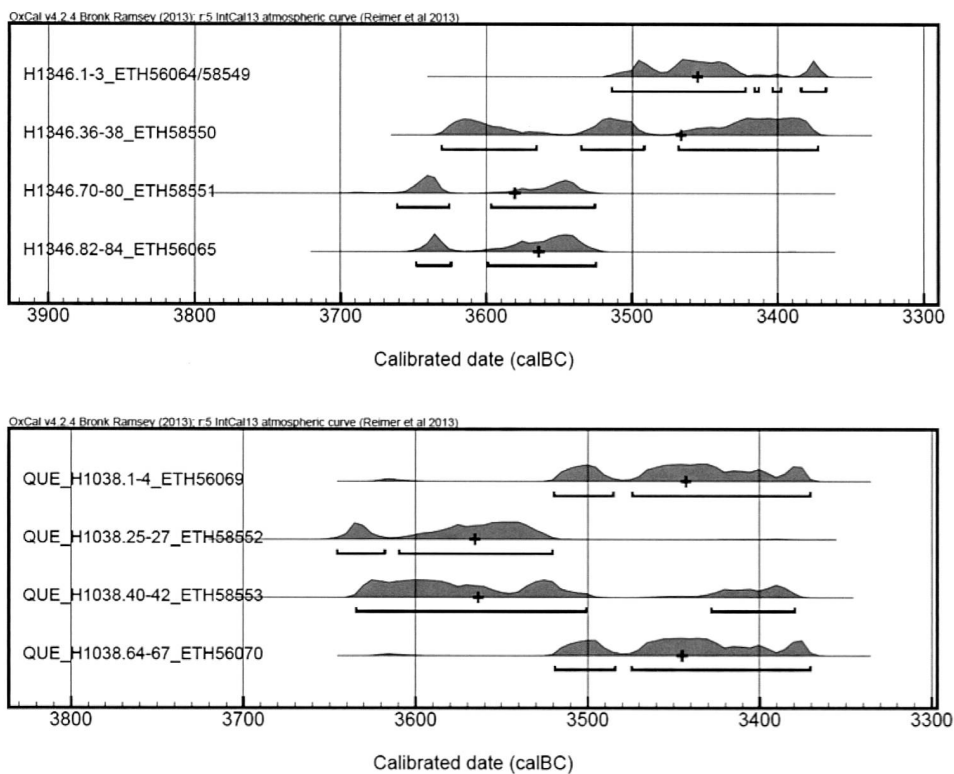 OxCal v4.2.4 Bronk Ramsey (2013); r:5 IntCal13 atmospheric curve (Reimer et al 2013)
H1346.1-3_ETH56064/58549
H1346.36-38_ETH58550
H1346.70-80_ETH58551
H1346.82-84_ETH56065
3900 3800 3700 3600 3500 3400 3300
Calibrated date (calBC)
OxCal v4.2.4 Bronk Ramsey (2013); r:5 IntCal13 atmospheric curve (Reimer et al 2013)
QUE_H1038.1-4_ETH56069
QUE_H1038.25-27_ETH58552
QUE_H1038.40-42_ETH58553
QUE_H1038.64-67_ETH56070
3800 3700 3600 3500 3400 3300
Calibrated date (calBC)